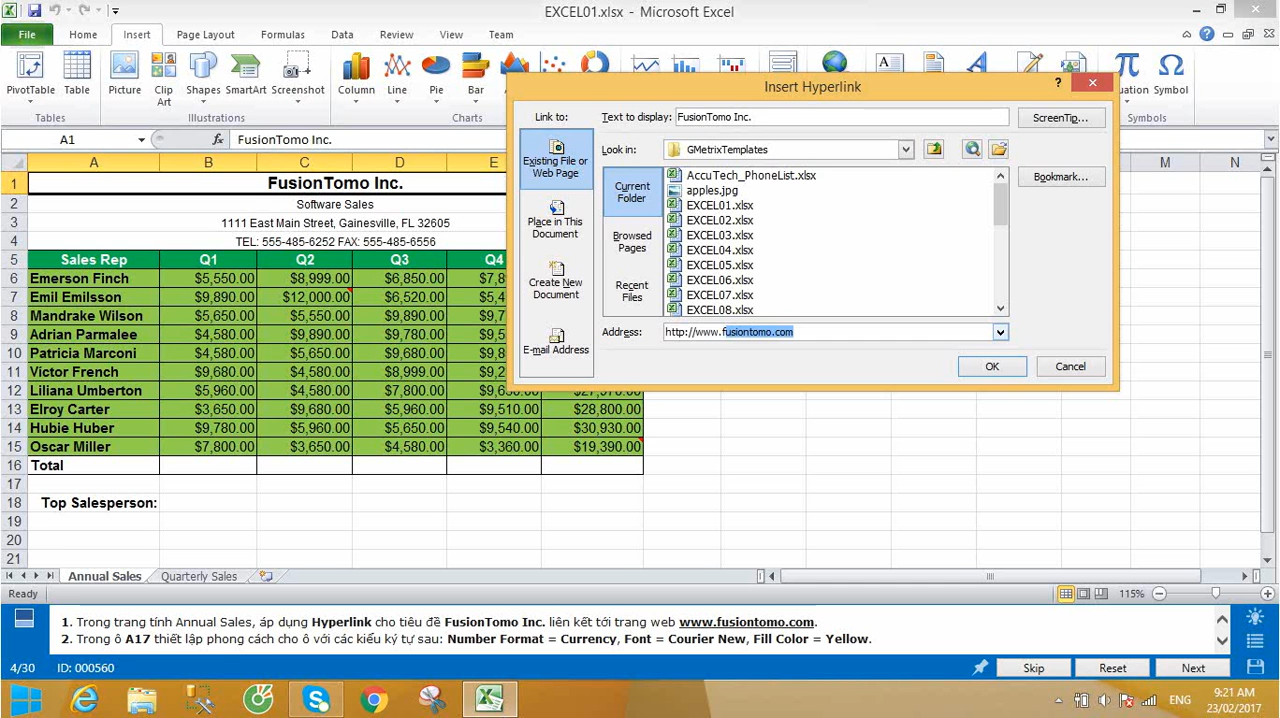 EXCEL01.xlsx - Microsoft Excel
File Home Insert Page Layout Formulas Data Review View Team
PivotTable Table Picture Clip Art Shapes SmartArt Screenshot Column Line Pie Bar Symbol
Tables Illustrations Charts Symbols
A1 fx FusionTomo Inc.
Insert Hyperlink
Link to: Text to display: FusionTomo Inc. ScreenTip...
Existing File or Web Page
Look in: GMetrixTemplates
Bookmark...
Current Folder
Browsed Pages
Recent Files
AccuTech_PhoneList.xlsx
apples.jpg
EXCEL01.xlsx
EXCEL02.xlsx
EXCEL03.xlsx
EXCEL04.xlsx
EXCEL05.xlsx
EXCEL06.xlsx
EXCEL07.xlsx
EXCEL08.xlsx
Place in This Document
Create New Document
E-mail Address
Address: http://www.fusiontomo.com
OK Cancel
A B C D E M N
1 FusionTomo Inc.
2 Software Sales
3 1111 East Main Street, Gainesville, FL 32605
4 TEL: 555-485-6252 FAX: 555-485-6556
5 Sales Rep Q1 Q2 Q3 Q4
6 Emerson Finch $5,550.00 $8,999.00 $6,850.00 $7,8
7 Emil Emilsson $9,890.00 $12,000.00 $6,520.00 $5,4
8 Mandrake Wilson $5,650.00 $5,550.00 $9,890.00 $9,7
9 Adrian Parmalee $4,580.00 $9,890.00 $9,780.00 $9,8
10 Patricia Marconi $4,580.00 $5,650.00 $9,680.00 $9,8
11 Victor French $9,680.00 $4,580.00 $8,999.00 $9,2
12 Liliana Umberton $5,960.00 $4,580.00 $7,800.00
13 Elroy Carter $3,650.00 $9,680.00 $5,960.00 $9,510.00 $28,800.00
14 Hubie Huber $9,780.00 $5,960.00 $5,650.00 $9,540.00 $30,930.00
15 Oscar Miller $7,800.00 $3,650.00 $4,580.00 $3,360.00 $19,390.00
16 Total
17
18 Top Salesperson:
19
20
21
Annual Sales Quarterly Sales
Ready 115%
1. Trong trang tính Annual Sales, áp dụng Hyperlink cho tiêu đề FusionTomo Inc. liên kết tới trang web www.fusiontomo.com.
2. Trong ô A17 thiết lập phong cách cho ô với các kiểu ký tự sau: Number Format = Currency, Font = Courier New, Fill Color = Yellow.
4/30 ID: 000560 Skip Reset Next
ENG 9:21 AM
23/02/2017